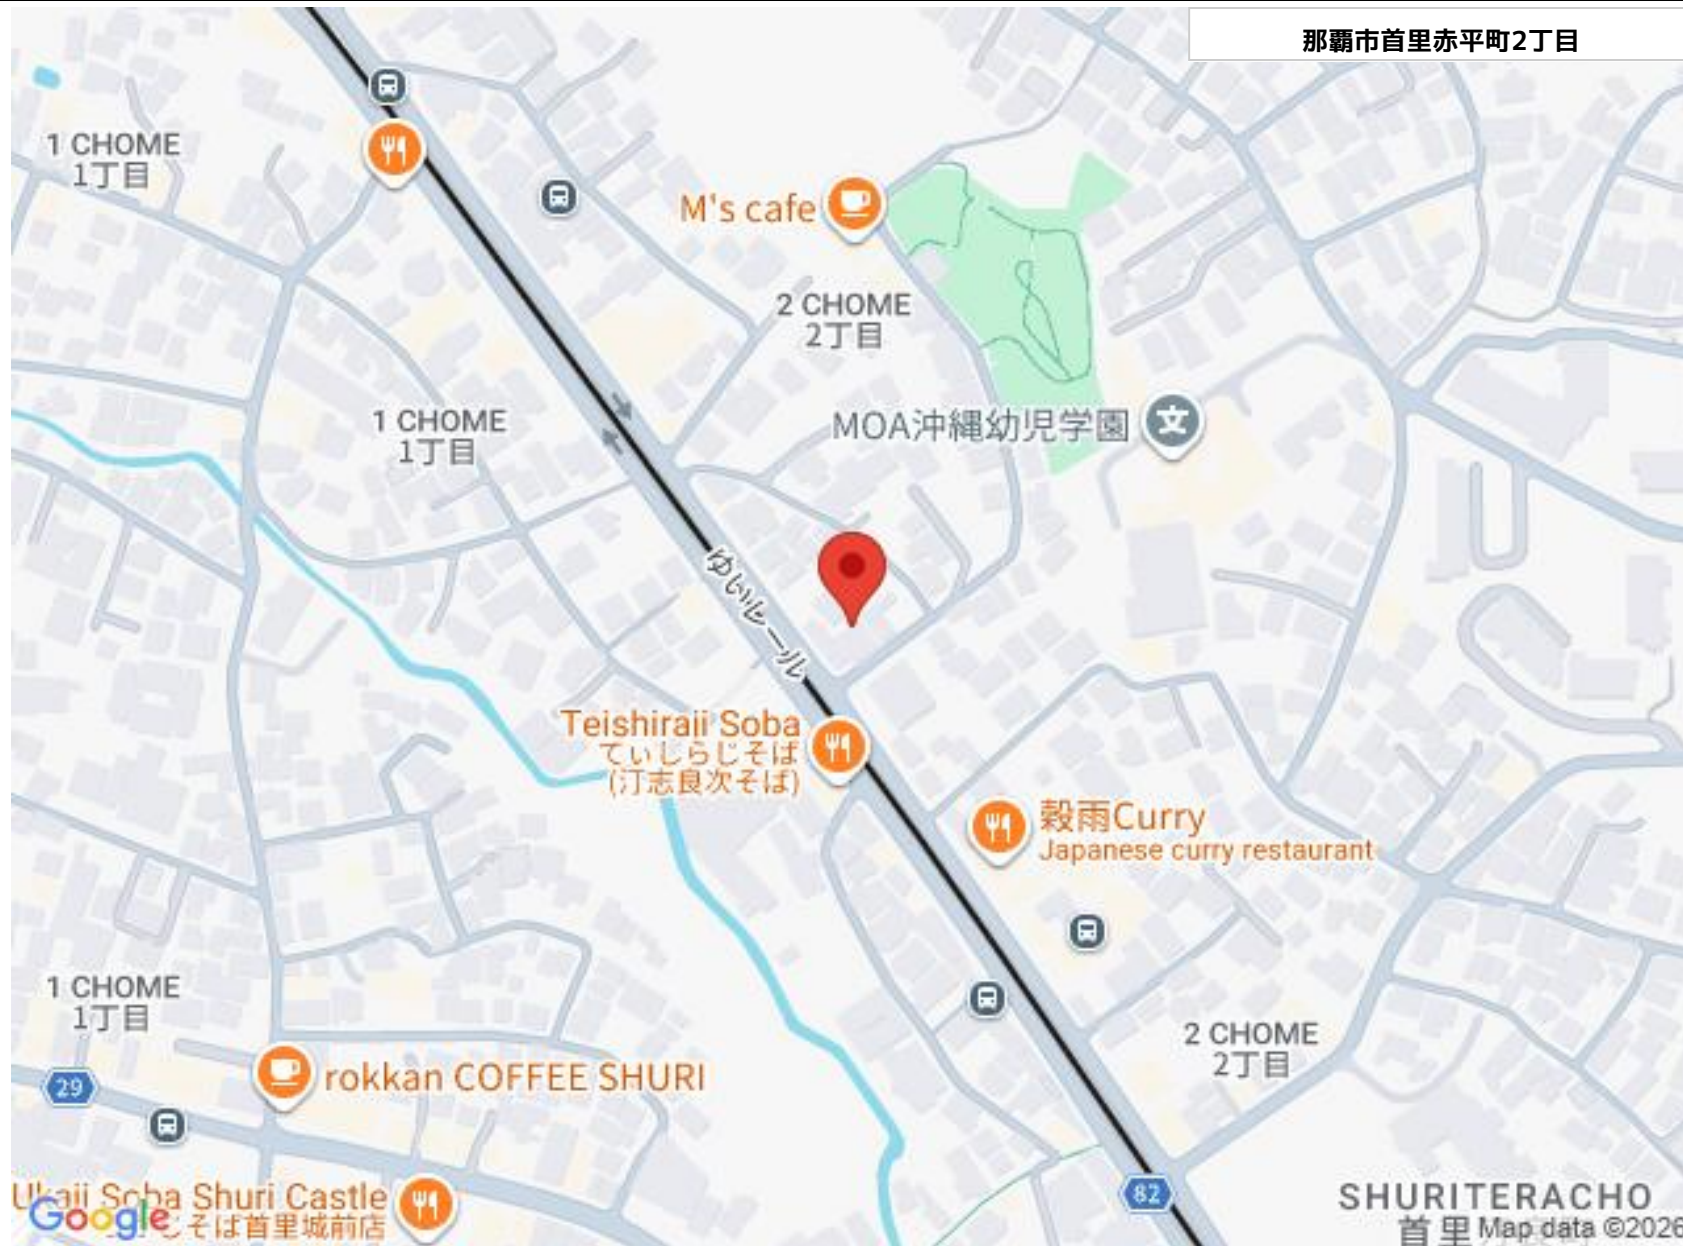 那覇市首里赤平町2丁目
1 CHOME
1丁目
M's cafe
2 CHOME
2丁目
1 CHOME
1丁目
MOA沖縄幼児学園
ゆいレール
Teishiraji Soba
ていしらじそば
(汀志良次そば)
穀雨Curry
Japanese curry restaurant
1 CHOME
1丁目
2 CHOME
2丁目
rokkan COFFEE SHURI
29
82
Ukaji Soba Shuri Castle
じそば首里城前店
Google
SHURITERACHO
首里
Map data ©2026